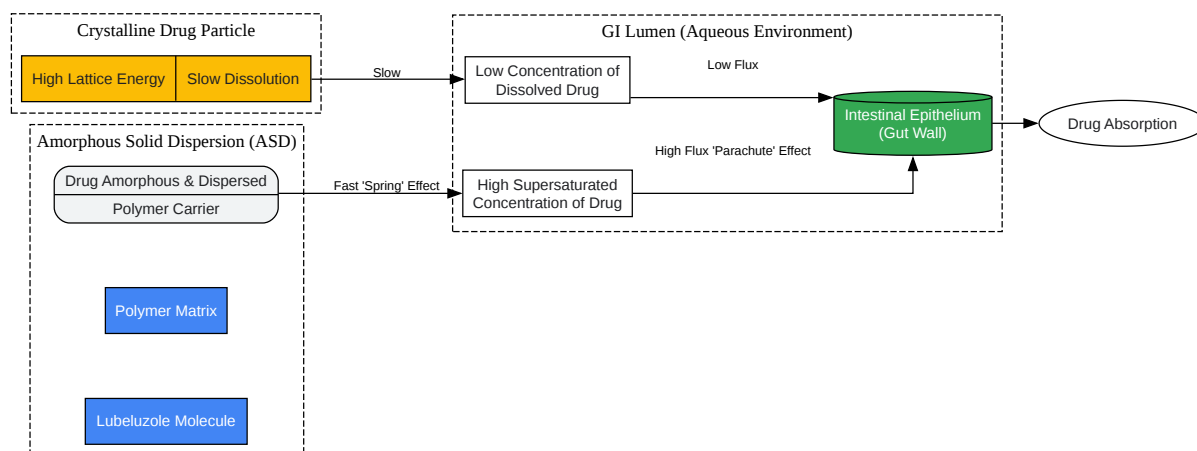 Crystalline Drug Particle
High Lattice Energy
Slow Dissolution
Slow
GI Lumen (Aqueous Environment)
Low Concentration of
Dissolved Drug
Low Flux
Intestinal Epithelium
(Gut Wall)
Drug Absorption
Amorphous Solid Dispersion (ASD)
Drug Amorphous & Dispersed
Polymer Carrier
Fast 'Spring' Effect
High Supersaturated
Concentration of Drug
High Flux 'Parachute' Effect
Polymer Matrix
Lubeluzole Molecule